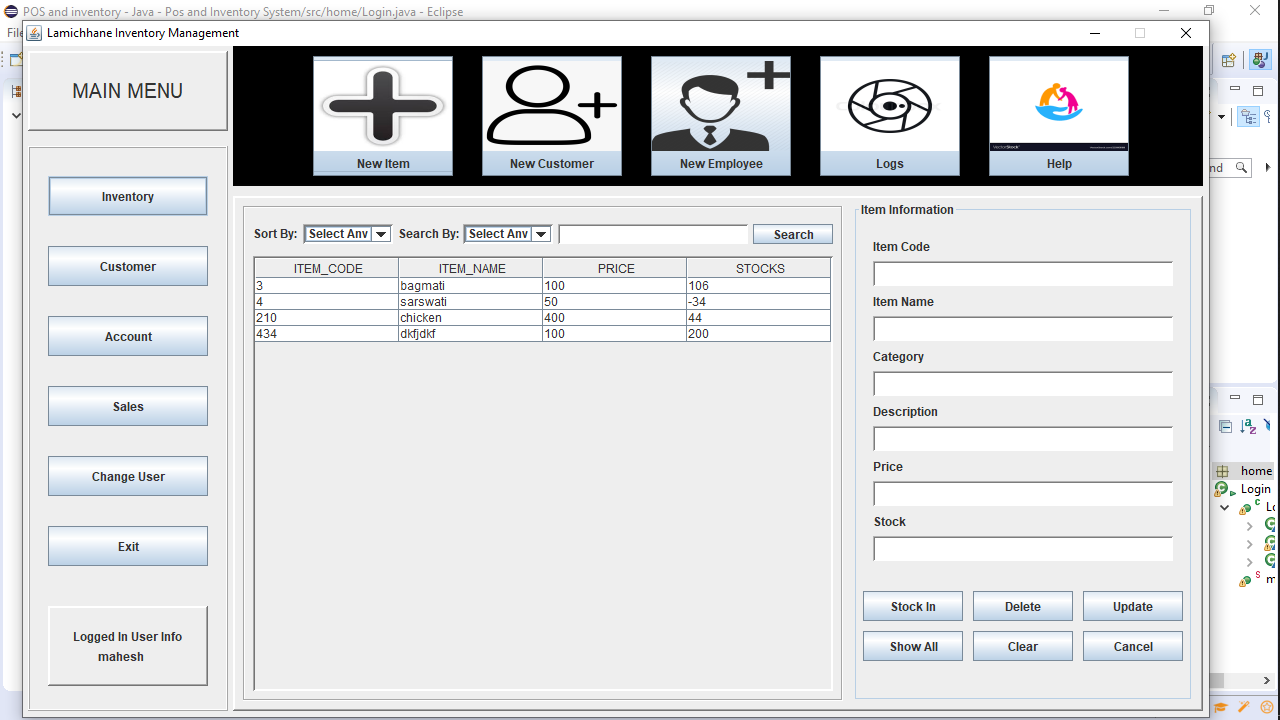 POS and inventory - Java - Pos and Inventory System/src/home/Login.java - Eclipse
Lamichhane Inventory Management
MAIN MENU
New Item
New Customer
New Employee
Logs
VectorStock
Help
Inventory
Customer
Account
Sales
Change User
Exit
Logged In User Info
mahesh
Sort By: Select Any Search By: Select Any Search
ITEM_CODE ITEM_NAME PRICE STOCKS
3 bagmati 100 106
4 sarswati 50 -34
210 chicken 400 44
434 dkfjdkf 100 200
Item Information
Item Code
Item Name
Category
Description
Price
Stock
Stock In Delete Update
Show All Clear Cancel
home
Login